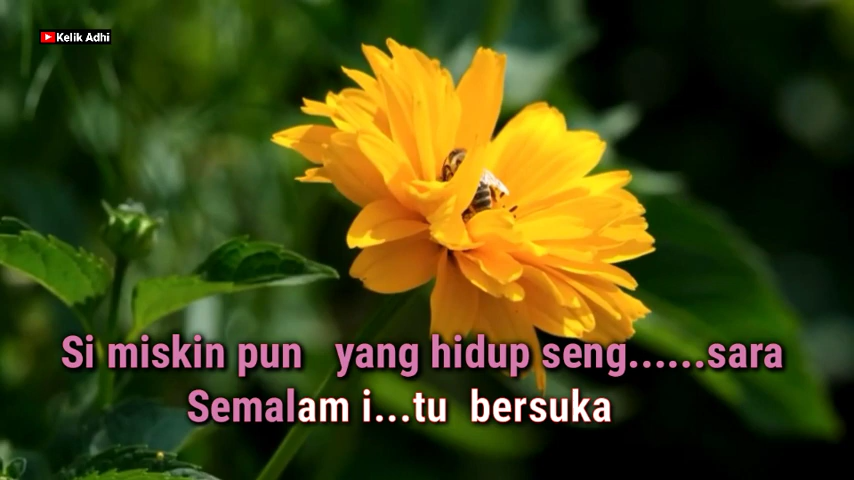 Kelik Adhi
Si miskin pun yang hidup seng......sara
Semalam i...tu bersuka